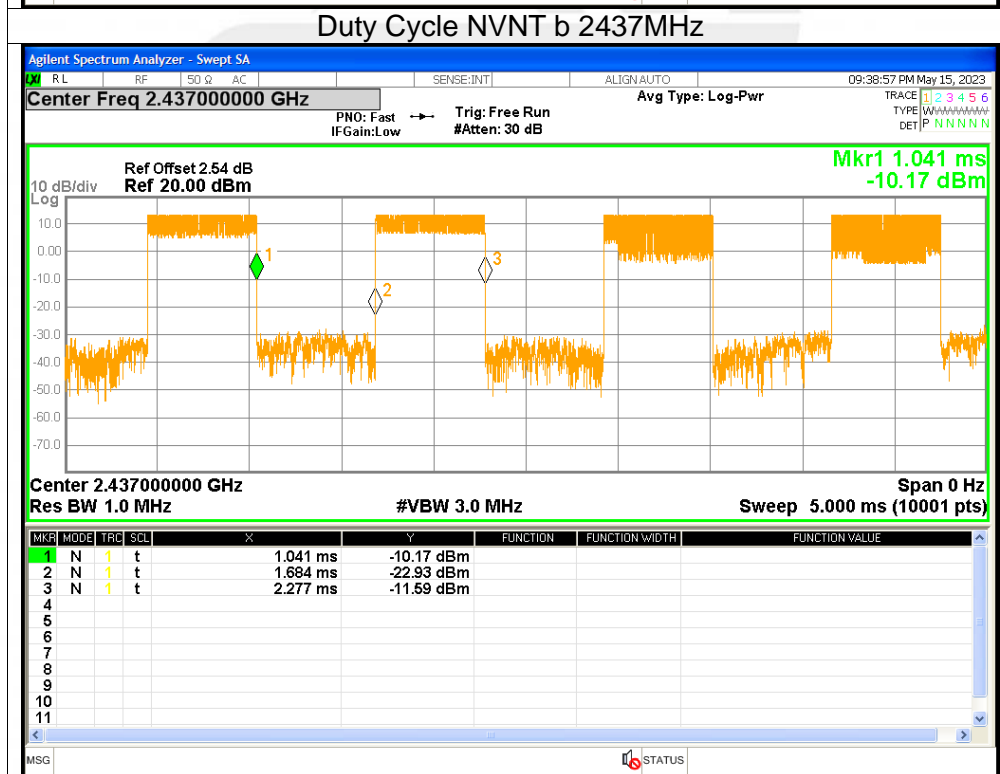 Duty Cycle NVNT b 2437MHz
Agilent Spectrum Analyzer - Swept SA
LXI RL RF 50 Ω AC SENSE:INT ALIGN AUTO 09:38:57 PM May 15, 2023
Center Freq 2.437000000 GHz Avg Type: Log-Pwr TRACE 1 2 3 4 5 6
PNO: Fast Trig: Free Run TYPE WWWWWW
IFGain:Low #Atten: 30 dB DET P N N N N N
Mkr1 1.041 ms
Ref Offset 2.54 dB -10.17 dBm
10 dB/div Ref 20.00 dBm
Log
10.0
0.00
1
3
-10.0
2
-20.0
-30.0
-40.0
-50.0
-60.0
-70.0
Center 2.437000000 GHz Span 0 Hz
Res BW 1.0 MHz #VBW 3.0 MHz Sweep 5.000 ms (10001 pts)
MKR MODE TRC SCL X Y FUNCTION FUNCTION WIDTH FUNCTION VALUE
1 N 1 t 1.041 ms -10.17 dBm
2 N 1 t 1.684 ms -22.93 dBm
3 N 1 t 2.277 ms -11.59 dBm
4
5
6
7
8
9
10
11
MSG STATUS